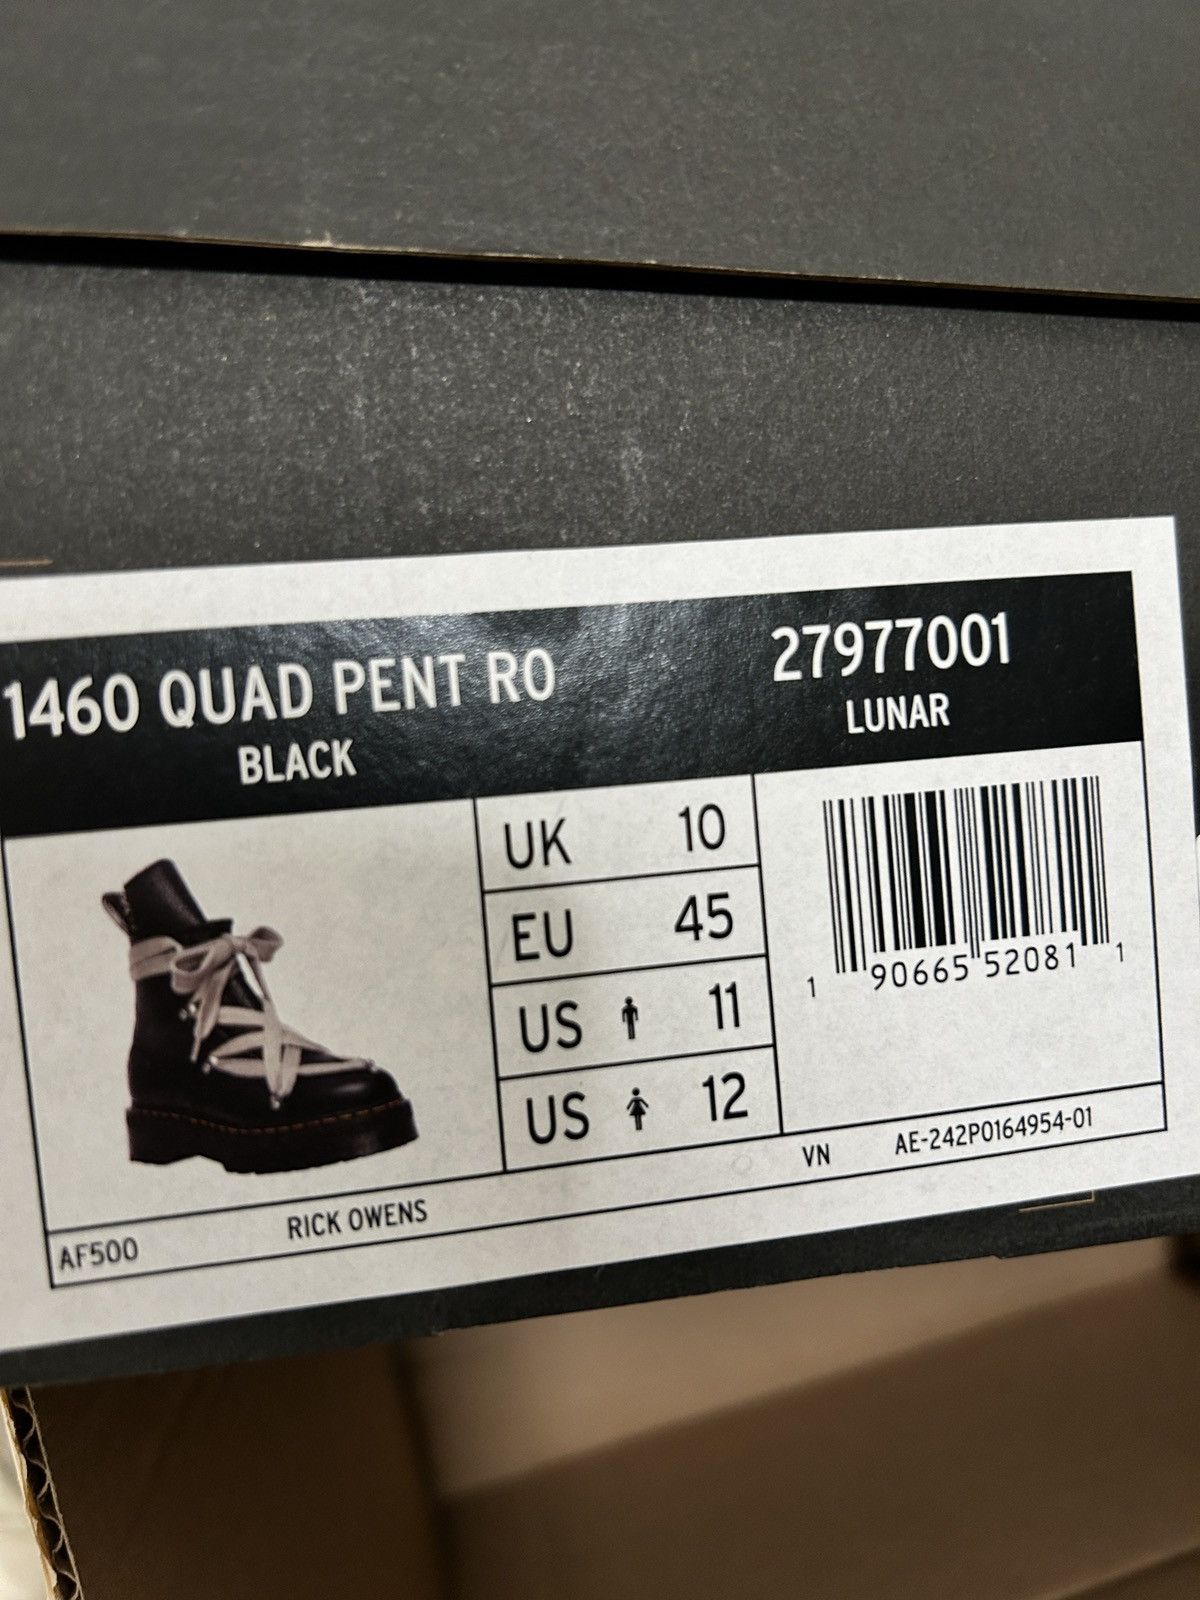 1460 QUAD PENT RO
BLACK
27977001
LUNAR
UK 10
EU 45
US 11
US 12
1 90665 52081 1
VN AE-242P0164954-01
AF500 RICK OWENS